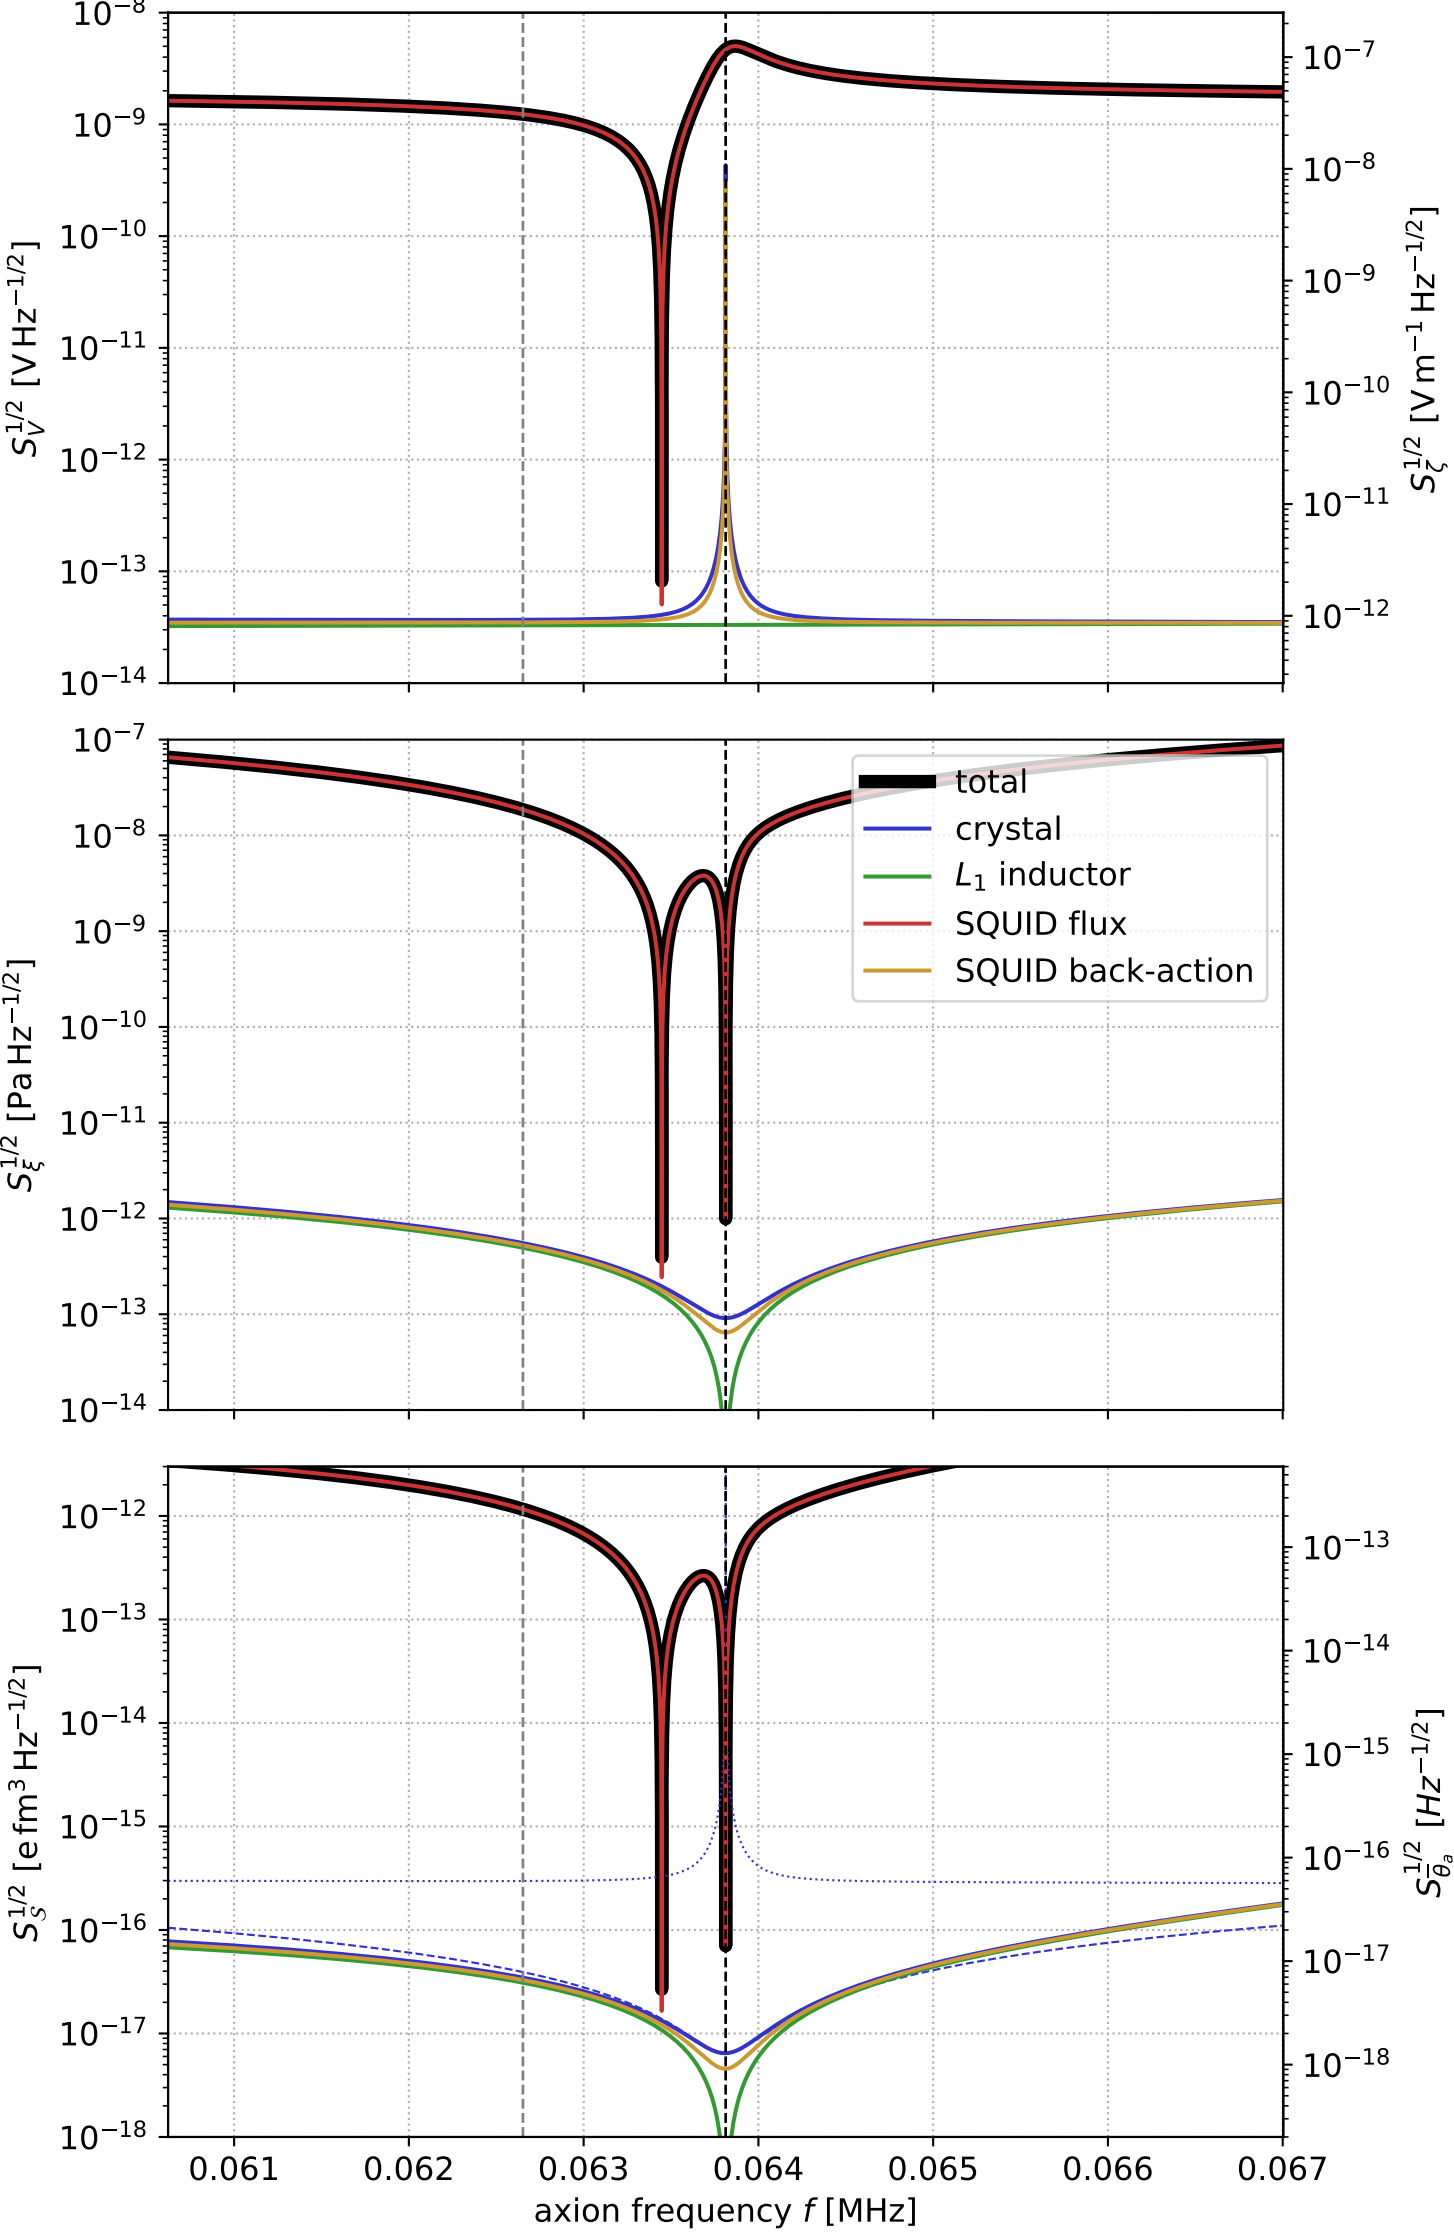 10⁻⁸
10⁻⁹
10⁻¹⁰
10⁻¹¹
10⁻¹²
10⁻¹³
10⁻¹⁴
S_V^{1/2} [V Hz^{−1/2}]
10⁻⁷
10⁻⁸
10⁻⁹
10⁻¹⁰
10⁻¹¹
10⁻¹²
S_ζ^{1/2} [V m^{−1} Hz^{−1/2}]
10⁻⁷
10⁻⁸
10⁻⁹
10⁻¹⁰
10⁻¹¹
10⁻¹²
10⁻¹³
10⁻¹⁴
S_ξ^{1/2} [Pa Hz^{−1/2}]
total
crystal
L₁ inductor
SQUID flux
SQUID back-action
10⁻¹²
10⁻¹³
10⁻¹⁴
10⁻¹⁵
10⁻¹⁶
10⁻¹⁷
10⁻¹⁸
S_𝒮^{1/2} [e fm³ Hz^{−1/2}]
10⁻¹³
10⁻¹⁴
10⁻¹⁵
10⁻¹⁶
10⁻¹⁷
10⁻¹⁸
S_{θ̄_a}^{1/2} [Hz^{−1/2}]
0.061 0.062 0.063 0.064 0.065 0.066 0.067
axion frequency f [MHz]